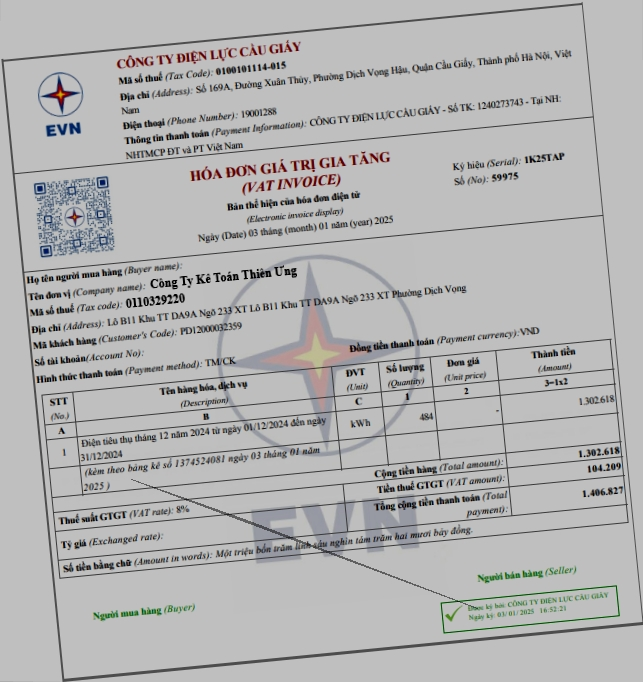 CÔNG TY ĐIỆN LỰC CẦU GIẤY
Mã số thuế (Tax Code): 0100101114-015
Địa chỉ (Address): Số 169A, Đường Xuân Thủy, Phường Dịch Vọng Hậu, Quận Cầu Giấy, Thành phố Hà Nội, Việt
Nam
Điện thoại (Phone Number): 19001288
Thông tin thanh toán (Payment Information): CÔNG TY ĐIỆN LỰC CẦU GIẤY - Số TK: 1240273743 - Tại NH:
NHTMCP ĐT và PT Việt Nam
EVN
HÓA ĐƠN GIÁ TRỊ GIA TĂNG
(VAT INVOICE)
Bản thể hiện của hóa đơn điện tử
(Electronic invoice display)
Ngày (Date) 03 tháng (month) 01 năm (year) 2025
Ký hiệu (Serial): 1K25TAP
Số (No): 59975
Họ tên người mua hàng (Buyer name):
Tên đơn vị (Company name): Công Ty Kế Toán Thiên Ưng
Mã số thuế (Tax code): 0110329220
Địa chỉ (Address): Lô B11 Khu TT DA9A Ngõ 233 XT Lô B11 Khu TT DA9A Ngõ 233 XT Phường Dịch Vọng
Mã khách hàng (Customer's Code): PD12000032359
Số tài khoản(Account No):
Hình thức thanh toán (Payment method): TM/CK
Đồng tiền thanh toán (Payment currency):VND
STT (No.) Tên hàng hóa, dịch vụ (Description) ĐVT (Unit) Số lượng (Quantity) Đơn giá (Unit price) Thành tiền (Amount)
A B C 1 2 3=1x2
1 Điện tiêu thụ tháng 12 năm 2024 từ ngày 01/12/2024 đến ngày kWh 484 - 1.302.618
31/12/2024
(kèm theo bảng kê số 1374524081 ngày 03 tháng 01 năm
2025 )
Cộng tiền hàng (Total amount): 1.302.618
Thuế suất GTGT (VAT rate): 8% Tiền thuế GTGT (VAT amount): 104.209
Tỷ giá (Exchanged rate): Tổng cộng tiền thanh toán (Total payment): 1.406.827
Số tiền bằng chữ (Amount in words): Một triệu bốn trăm linh sáu nghìn tám trăm hai mươi bảy đồng.
EVN
Người mua hàng (Buyer)
Người bán hàng (Seller)
Được ký bởi: CÔNG TY ĐIỆN LỰC CẦU GIẤY
Ngày ký: 03/01/2025 16:52:21